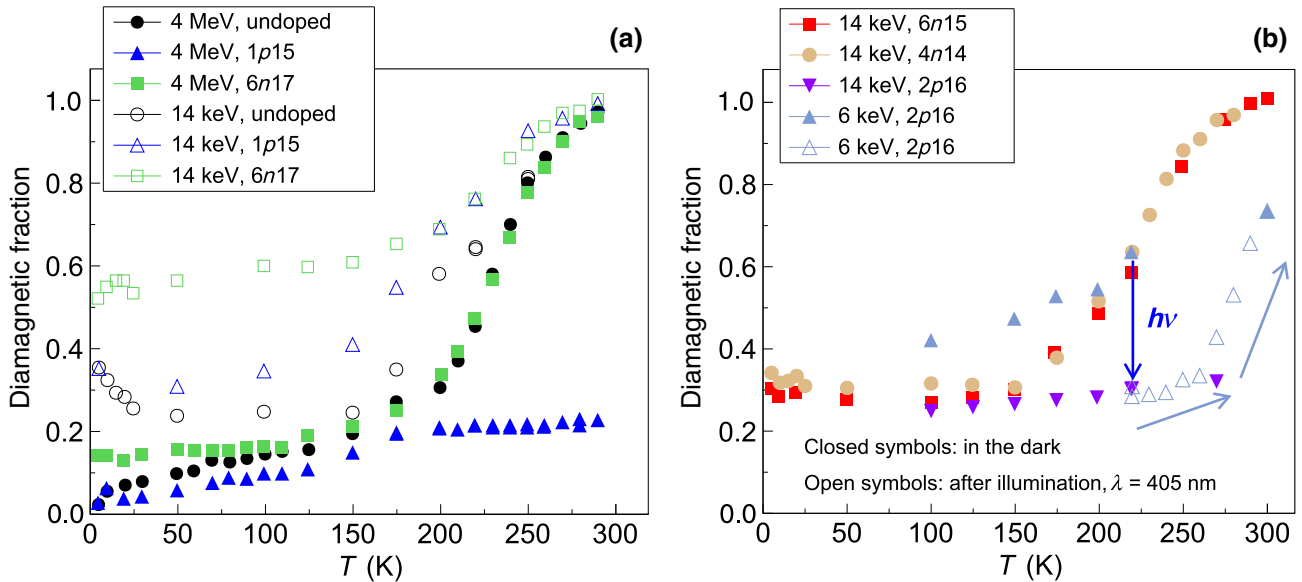 4 MeV, undoped
4 MeV, 1p15
4 MeV, 6n17
14 keV, undoped
14 keV, 1p15
14 keV, 6n17
(a)
Diamagnetic fraction
1.0
0.8
0.6
0.4
0.2
0.0
0 50 100 150 200 250 300
T (K)
14 keV, 6n15
14 keV, 4n14
14 keV, 2p16
6 keV, 2p16
6 keV, 2p16
(b)
Diamagnetic fraction
1.0
0.8
0.6
0.4
0.2
0.0
hν
Closed symbols: in the dark
Open symbols: after illumination, λ = 405 nm
0 50 100 150 200 250 300
T (K)